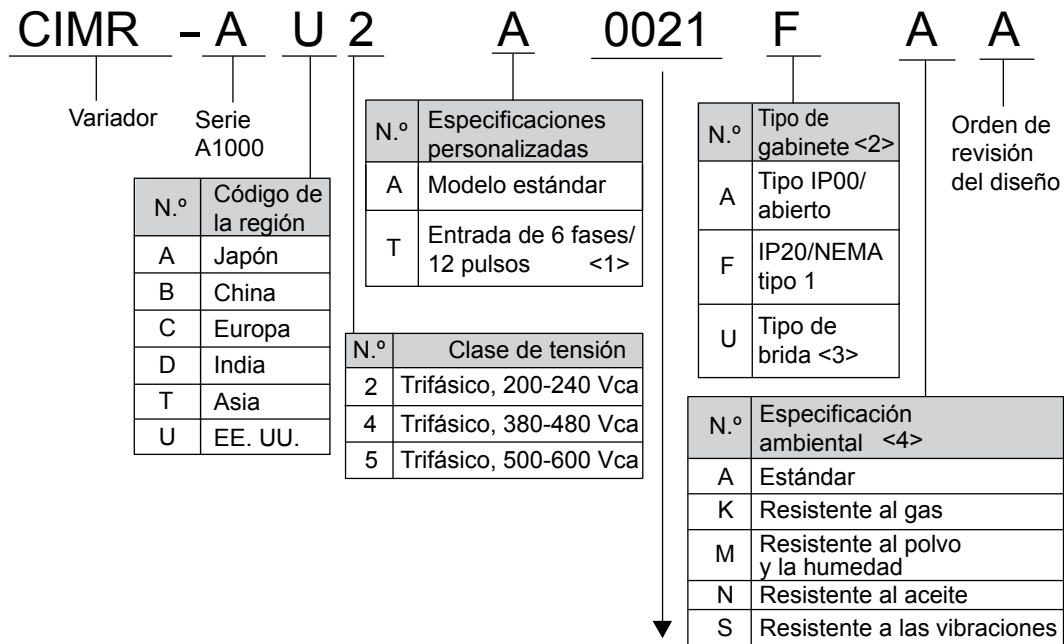 CIMR - A U 2 A 0021 F A A
Variador
Serie
A1000
N.º Código de
la región
A Japón
B China
C Europa
D India
T Asia
U EE. UU.
N.º Clase de tensión
2 Trifásico, 200-240 Vca
4 Trifásico, 380-480 Vca
5 Trifásico, 500-600 Vca
N.º Especificaciones
personalizadas
A Modelo estándar
T Entrada de 6 fases/
12 pulsos <1>
N.º Tipo de
gabinete <2>
A Tipo IP00/
abierto
F IP20/NEMA
tipo 1
U Tipo de
brida <3>
N.º Especificación
ambiental <4>
A Estándar
K Resistente al gas
M Resistente al polvo
y la humedad
N Resistente al aceite
S Resistente a las vibraciones
Orden de
revisión
del diseño